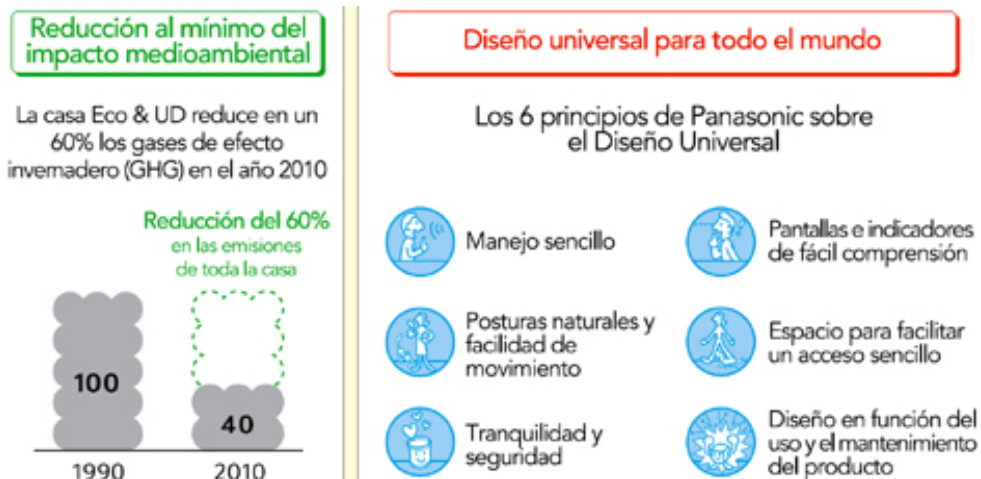 Reducción al mínimo del
impacto medioambiental
La casa Eco & UD reduce en un
60% los gases de efecto
invernadero (GHG) en el año 2010
Reducción del 60%
en las emisiones
de toda la casa
100
40
1990
2010
Diseño universal para todo el mundo
Los 6 principios de Panasonic sobre
el Diseño Universal
Manejo sencillo
Pantallas e indicadores
de fácil comprensión
Posturas naturales y
facilidad de
movimiento
Espacio para facilitar
un acceso sencillo
Tranquilidad y
seguridad
Diseño en función del
uso y el mantenimiento
del producto